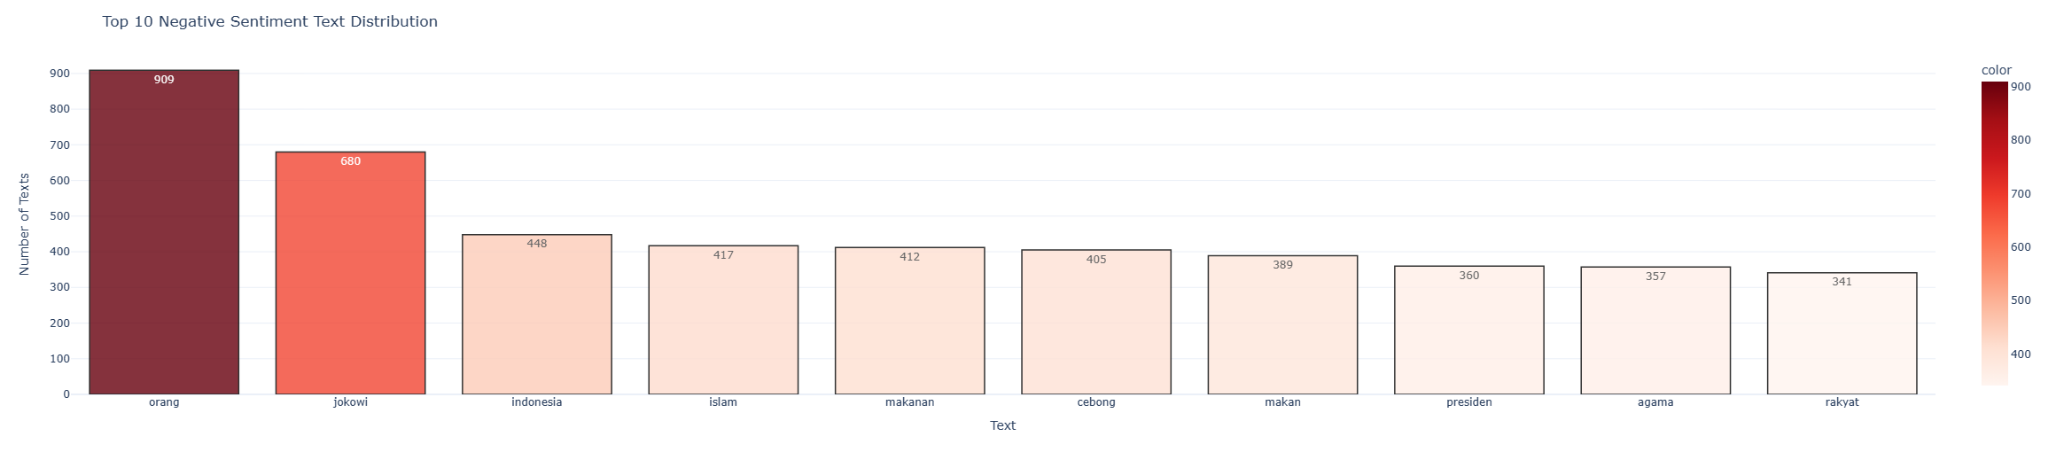 Top 10 Negative Sentiment Text Distribution
color
900
800
700
600
500
400
300
200
100
0
Number of Texts
909
680
448
417
412
405
389
360
357
341
orang
jokowi
indonesia
islam
makanan
cebong
makan
presiden
agama
rakyat
Text
900
800
700
600
500
400